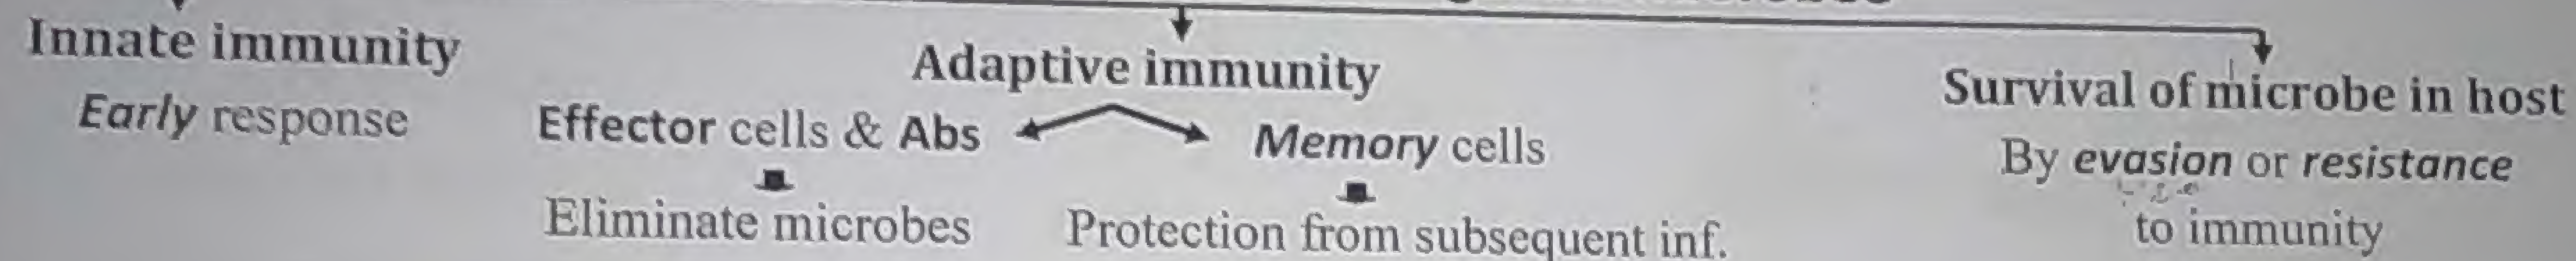 Innate immunity
Early response
Adaptive immunity
Effector cells & Abs
Memory cells
Eliminate microbes
Protection from subsequent inf.
Survival of microbe in host
By evasion or resistance
to immunity